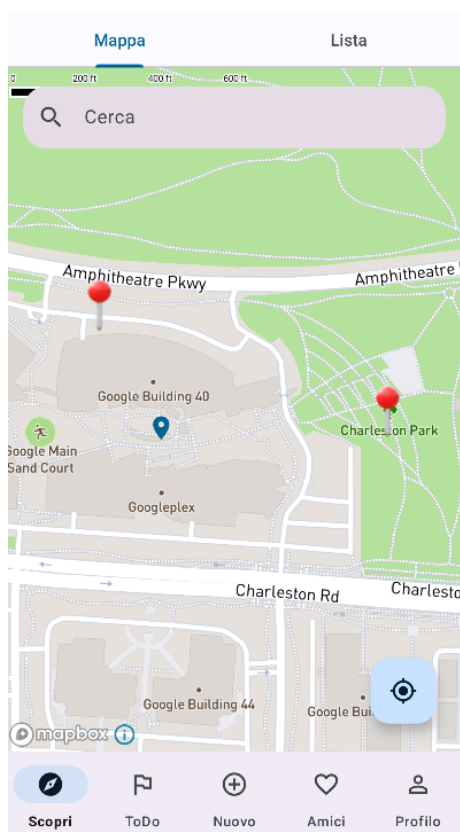 Mappa Lista
0 200 ft 400 ft 600 ft
Cerca
Amphitheatre Pkwy
Amphitheatre
Google Building 40
Charleston Park
Google Main
Sand Court
Googleplex
Charleston Rd
Charlesto
Google Building 44
Google Bui
mapbox
Scopri ToDo Nuovo Amici Profilo